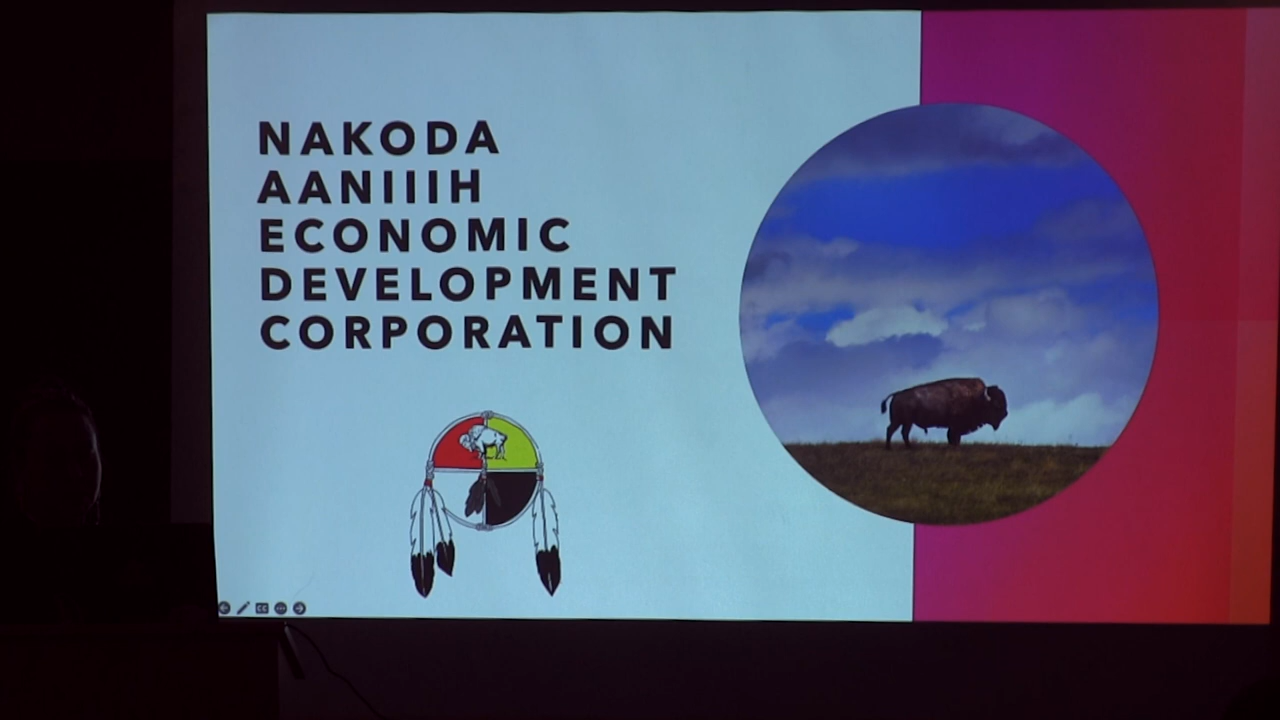 NAKODA
AANIIIH
ECONOMIC
DEVELOPMENT
CORPORATION